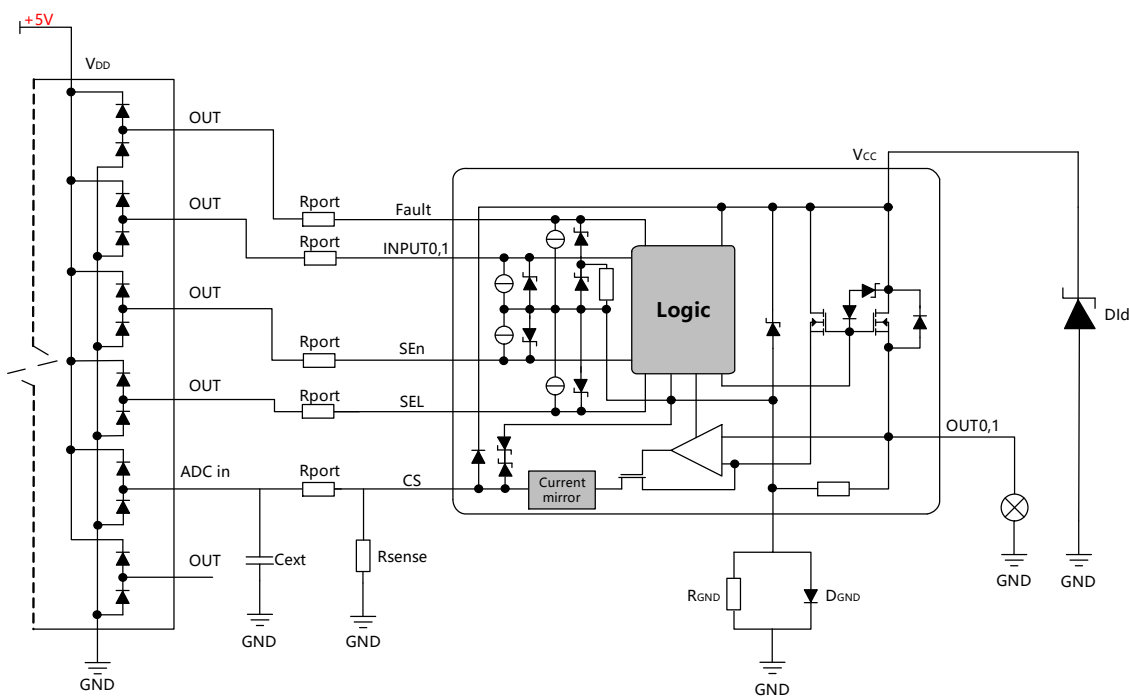 +5V
VDD
VCC
OUT
Rport
Fault
OUT
Rport
INPUT0,1
OUT
Rport
SEn
Logic
DId
OUT
Rport
SEL
OUT0,1
ADC in
Rport
CS
Current
mirror
OUT
Cext
Rsense
RGND
DGND
GND
GND
GND
GND
GND
GND